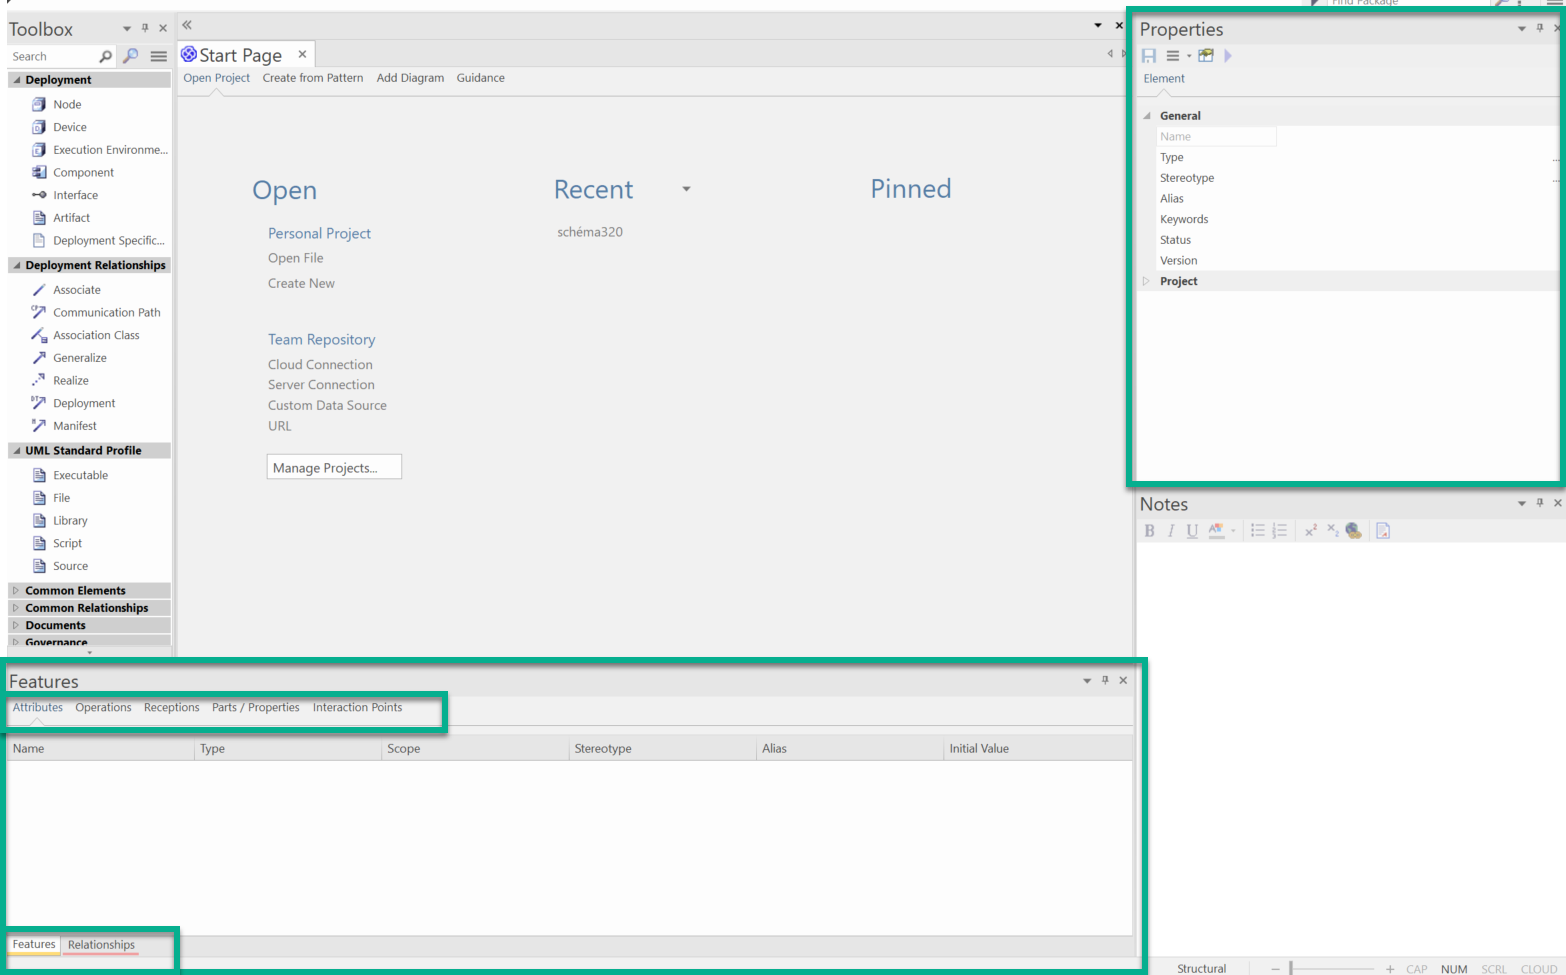 Find Package
Toolbox
Search
Deployment
Node
Device
Execution Environme...
Component
Interface
Artifact
Deployment Specific...
Deployment Relationships
Associate
Communication Path
Association Class
Generalize
Realize
Deployment
Manifest
UML Standard Profile
Executable
File
Library
Script
Source
Common Elements
Common Relationships
Documents
Governance
Start Page
Open Project Create from Pattern Add Diagram Guidance
Open
Personal Project
Open File
Create New
Team Repository
Cloud Connection
Server Connection
Custom Data Source
URL
Manage Projects...
Recent
schéma320
Pinned
Properties
Element
General
Name
Type
Stereotype
Alias
Keywords
Status
Version
Project
Notes
B I U
Features
Attributes Operations Receptions Parts / Properties Interaction Points
Name Type Scope Stereotype Alias Initial Value
Features Relationships
Structural CAP NUM SCRL CLOUD